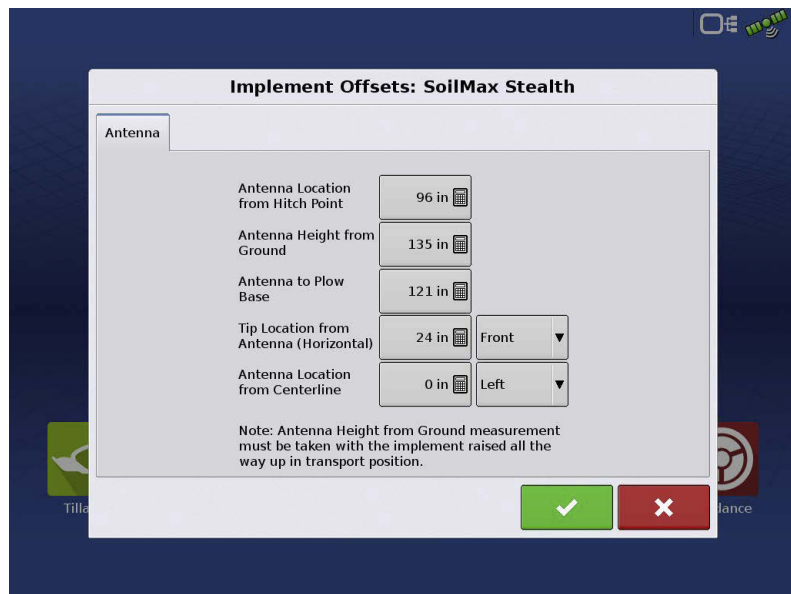 Implement Offsets: SoilMax Stealth
Antenna
Antenna Location
from Hitch Point
96 in
Antenna Height from
Ground
135 in
Antenna to Plow
Base
121 in
Tip Location from
Antenna (Horizontal)
24 in
Front
Antenna Location
from Centerline
0 in
Left
Note: Antenna Height from Ground measurement
must be taken with the implement raised all the
way up in transport position.
Tilla
dance